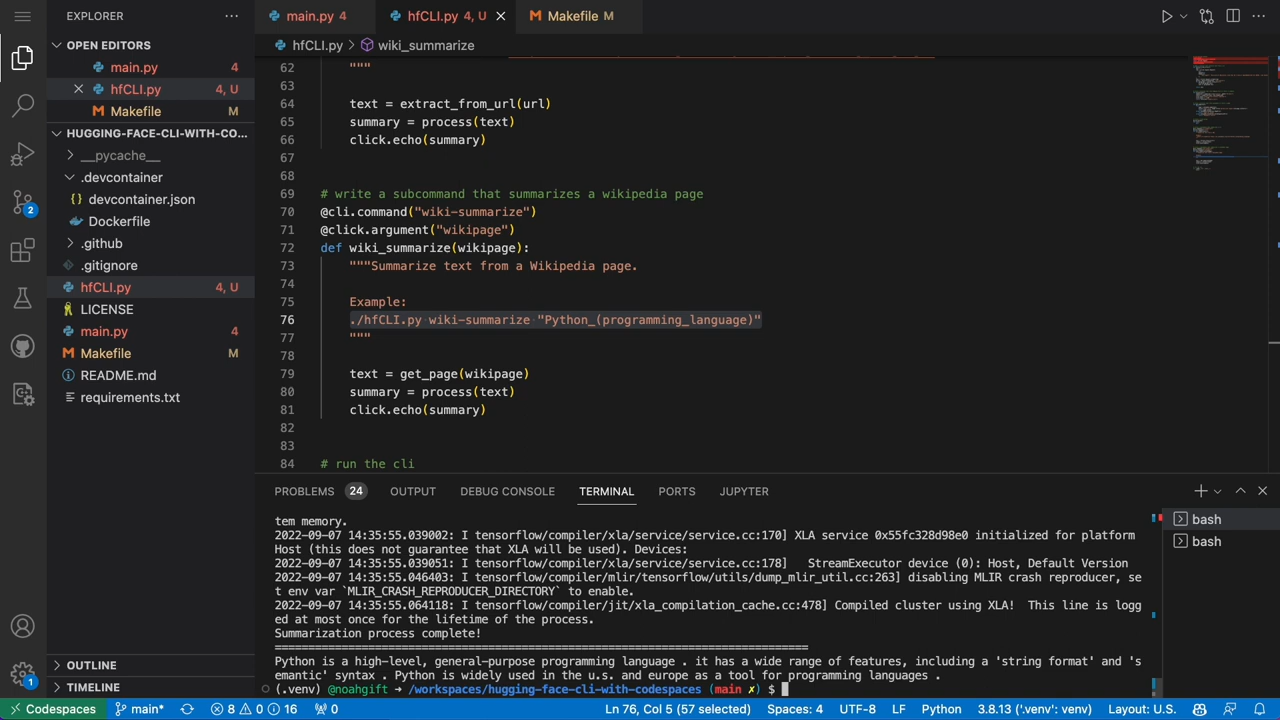 EXPLORER
main.py 4
hfCLI.py 4, U
Makefile M
OPEN EDITORS
main.py 4
hfCLI.py 4, U
Makefile M
HUGGING-FACE-CLI-WITH-CO...
__pycache__
.devcontainer
devcontainer.json
Dockerfile
.github
.gitignore
hfCLI.py 4, U
LICENSE
main.py 4
Makefile M
README.md
requirements.txt
OUTLINE
TIMELINE
2
1
hfCLI.py > wiki_summarize
62 """
63
64 text = extract_from_url(url)
65 summary = process(text)
66 click.echo(summary)
67
68
69 # write a subcommand that summarizes a wikipedia page
70 @cli.command("wiki-summarize")
71 @click.argument("wikipage")
72 def wiki_summarize(wikipage):
73 """Summarize text from a Wikipedia page.
74
75 Example:
76 ./hfCLI.py wiki-summarize "Python_(programming_language)"
77 """
78
79 text = get_page(wikipage)
80 summary = process(text)
81 click.echo(summary)
82
83
84 # run the cli
PROBLEMS 24 OUTPUT DEBUG CONSOLE TERMINAL PORTS JUPYTER
bash
bash
tem memory.
2022-09-07 14:35:55.039002: I tensorflow/compiler/xla/service/service.cc:170] XLA service 0x55fc328d98e0 initialized for platform
Host (this does not guarantee that XLA will be used). Devices:
2022-09-07 14:35:55.039051: I tensorflow/compiler/xla/service/service.cc:178]   StreamExecutor device (0): Host, Default Version
2022-09-07 14:35:55.046403: I tensorflow/compiler/mlir/tensorflow/utils/dump_mlir_util.cc:263] disabling MLIR crash reproducer, se
t env var `MLIR_CRASH_REPRODUCER_DIRECTORY` to enable.
2022-09-07 14:35:55.064118: I tensorflow/compiler/jit/xla_compilation_cache.cc:478] Compiled cluster using XLA!  This line is logg
ed at most once for the lifetime of the process.
Summarization process complete!
================================================================================
Python is a high-level, general-purpose programming language . it has a wide range of features, including a 'string format' and 's
emantic' syntax . Python is widely used in the u.s. and europe as a tool for programming languages .
(.venv) @noahgift ➜ /workspaces/hugging-face-cli-with-codespaces (main ✗) $
Codespaces main* 8 0 16 0 Ln 76, Col 5 (57 selected) Spaces: 4 UTF-8 LF Python 3.8.13 ('.venv': venv) Layout: U.S.